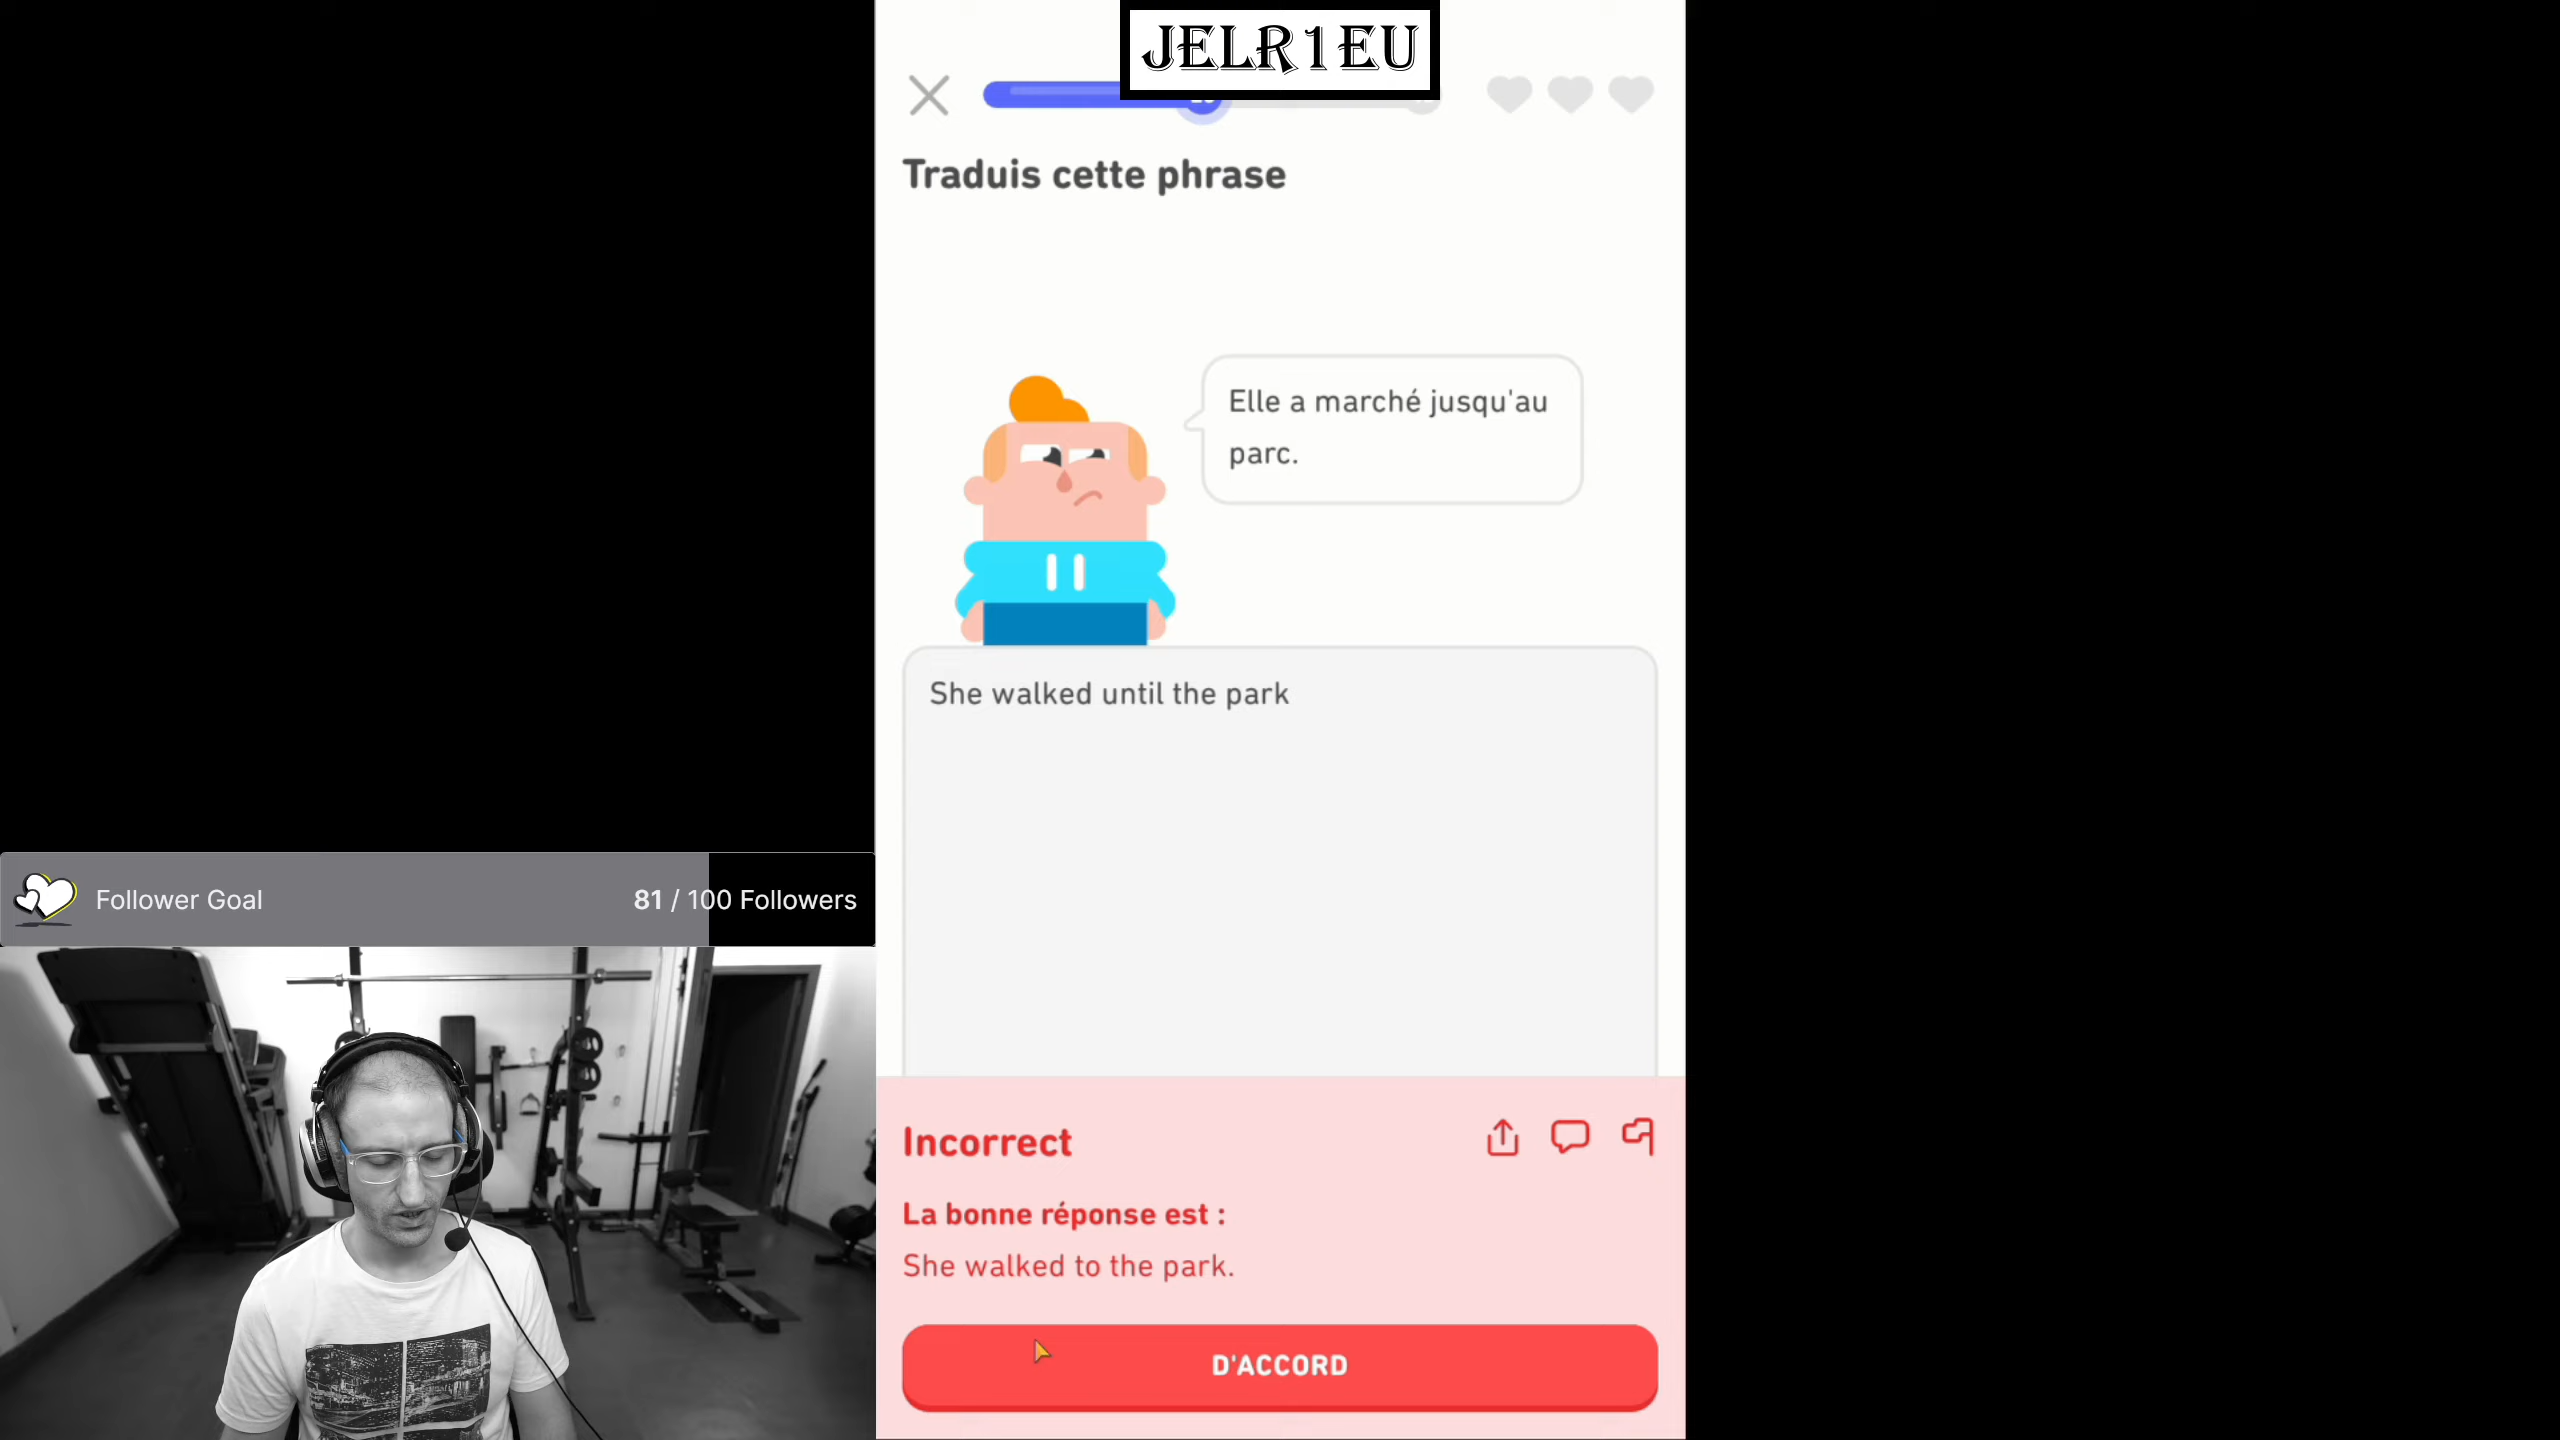 JELR1EU
Traduis cette phrase
Elle a marché jusqu'au
parc.
She walked until the park
Follower Goal
81 / 100 Followers
Incorrect
La bonne réponse est :
She walked to the park.
D'ACCORD